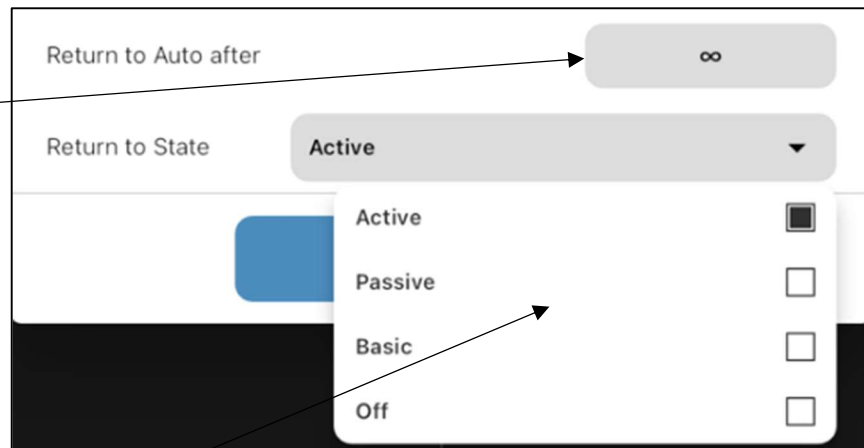 Return to Auto after ∞
Return to State Active
Active
Passive
Basic
Off